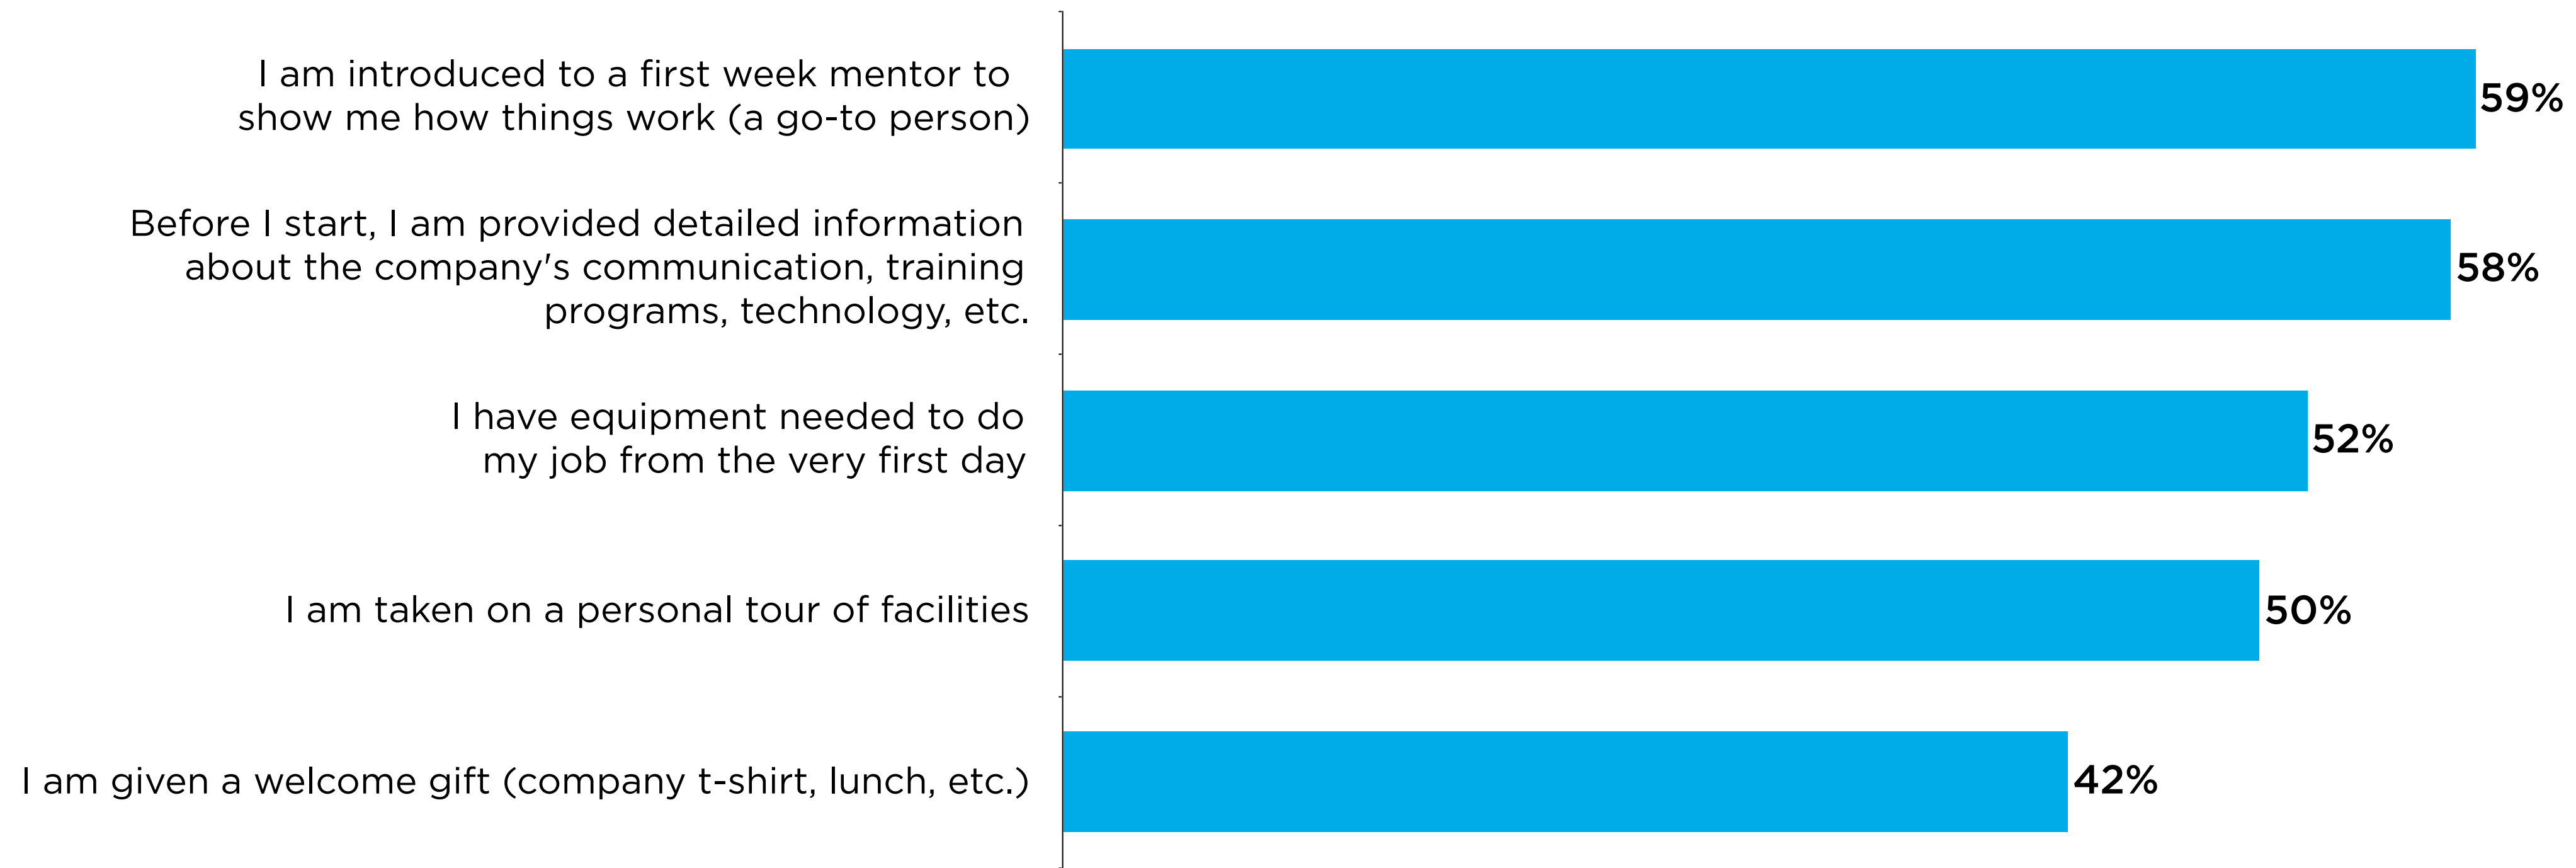 I am introduced to a first week mentor to
show me how things work (a go-to person)
59%
Before I start, I am provided detailed information
about the company's communication, training
programs, technology, etc.
58%
I have equipment needed to do
my job from the very first day
52%
I am taken on a personal tour of facilities
50%
I am given a welcome gift (company t-shirt, lunch, etc.)
42%